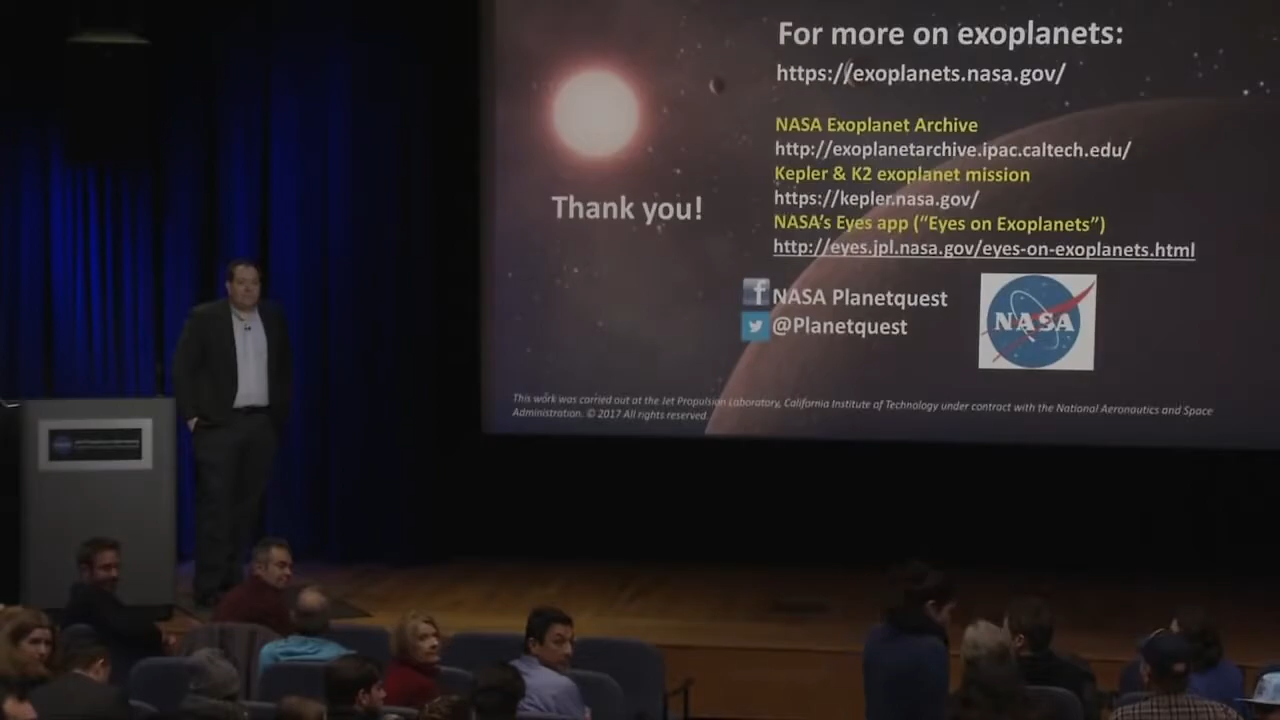 For more on exoplanets:
https://exoplanets.nasa.gov/
NASA Exoplanet Archive
http://exoplanetarchive.ipac.caltech.edu/
Kepler & K2 exoplanet mission
https://kepler.nasa.gov/
NASA's Eyes app ("Eyes on Exoplanets")
http://eyes.jpl.nasa.gov/eyes-on-exoplanets.html
Thank you!
f NASA Planetquest
@Planetquest
NASA
This work was carried out at the Jet Propulsion Laboratory, California Institute of Technology under contract with the National Aeronautics and Space
Administration. © 2017 All rights reserved.